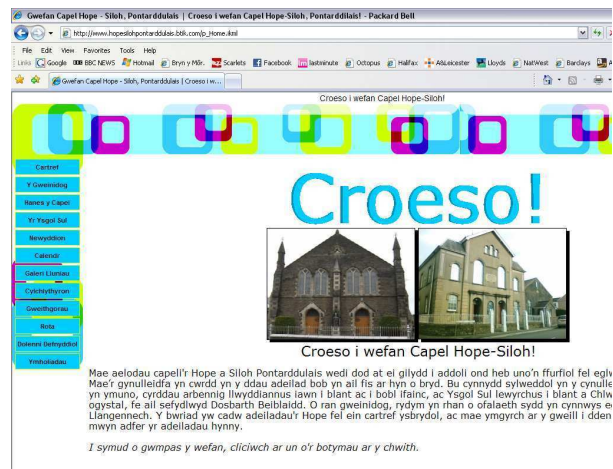 Gwefan Capel Hope - Siloh, Pontarddulais | Croeso i wefan Capel Hope-Siloh, Pontarddilais! - Packard Bell
http://www.hopesilohpontarddulais.btik.com/p_Home.ikml
File Edit View Favorites Tools Help
Links Google BBC NEWS Hotmail Bryn y Môr. Scarlets Facebook lastminute Octopus Halifax A&Leicester Lloyds NatWest Barclays
Gwefan Capel Hope - Siloh, Pontarddulais | Croeso i w...
Croeso i wefan Capel Hope-Siloh!
Cartref
Y Gweinidog
Hanes y Capel
Yr Ysgol Sul
Newyddion
Calendr
Galeri Lluniau
Cylchlythyron
Gweithgorau
Rota
Dolenni Defnyddiol
Ymholiadau
Croeso!
Croeso i wefan Capel Hope-Siloh!
Mae aelodau capeli'r Hope a Siloh Pontarddulais wedi dod at ei gilydd i addoli ond heb uno'n ffurfiol fel eglw
Mae'r gynulleidfa yn cwrdd yn y ddau adeilad bob yn ail fis ar hyn o bryd. Bu cynnydd sylweddol yn y cynulle
yn ymuno, cyrddau arbennig llwyddiannus iawn i blant ac i bobl ifainc, ac Ysgol Sul lewyrchus i blant a Chlw
ogystal, fe ail sefydlwyd Dosbarth Beiblaidd. O ran gweinidog, rydym yn rhan o ofalaeth sydd yn cynnwys e
Llangennech. Y bwriad yw cadw adeiladau'r Hope fel ein cartref ysbrydol, ac mae ymgyrch ar y gweill i dden
mwyn adfer yr adeiladau hynny.
I symud o gwmpas y wefan, cliciwch ar un o'r botymau ar y chwith.